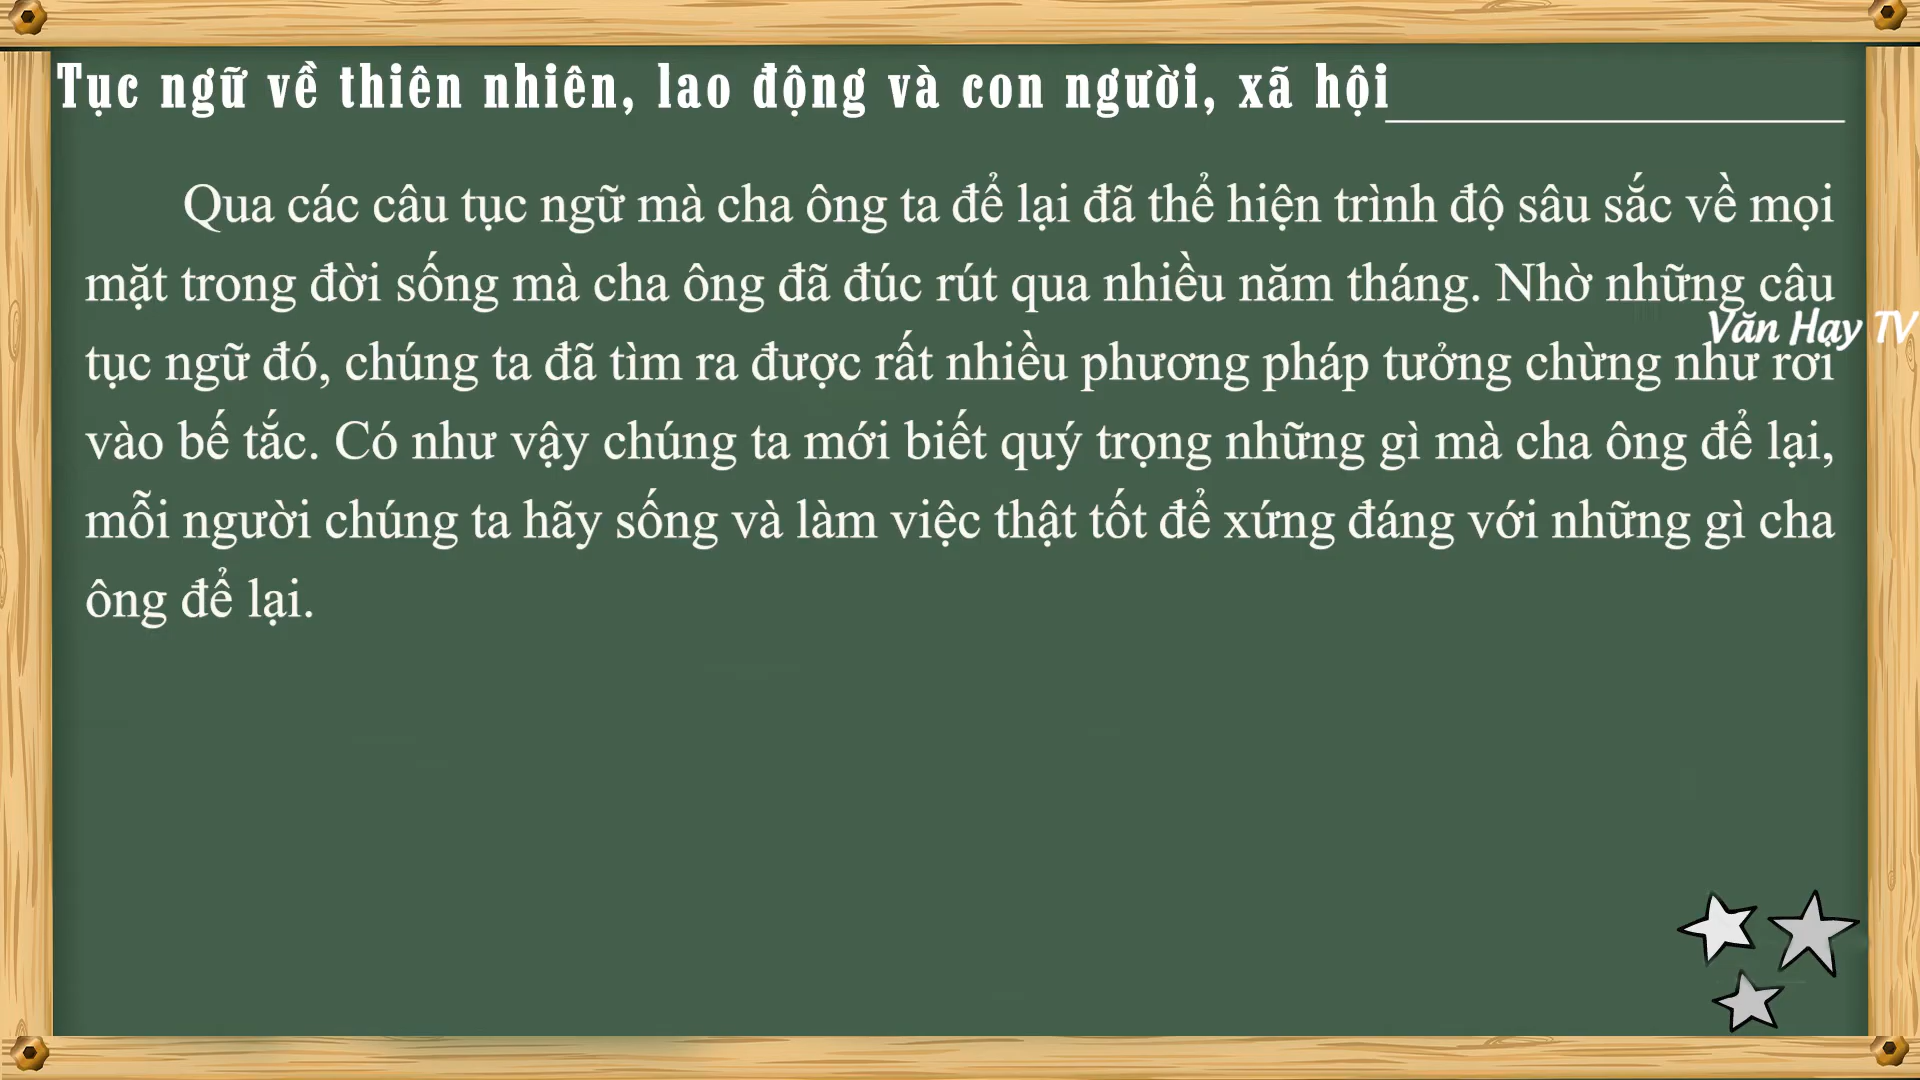 Tục ngữ về thiên nhiên, lao động và con người, xã hội
Qua các câu tục ngữ mà cha ông ta để lại đã thể hiện trình độ sâu sắc về mọi
mặt trong đời sống mà cha ông đã đúc rút qua nhiều năm tháng. Nhờ những câu
Văn Hay TV
tục ngữ đó, chúng ta đã tìm ra được rất nhiều phương pháp tưởng chừng như rơi
vào bế tắc. Có như vậy chúng ta mới biết quý trọng những gì mà cha ông để lại,
mỗi người chúng ta hãy sống và làm việc thật tốt để xứng đáng với những gì cha
ông để lại.